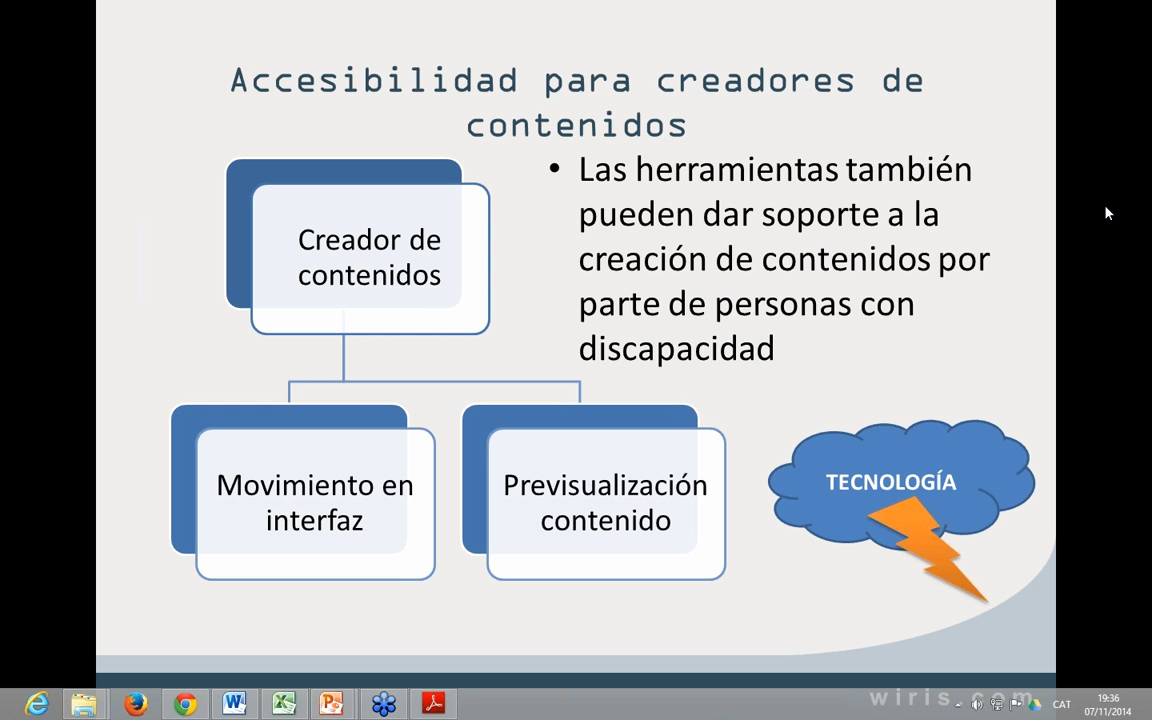 Accesibilidad para creadores de
contenidos
Creador de
contenidos
• Las herramientas también
pueden dar soporte a la
creación de contenidos por
parte de personas con
discapacidad
Movimiento en
interfaz
Previsualización
contenido
TECNOLOGÍA
wiris.com
CAT
19:36
07/11/2014